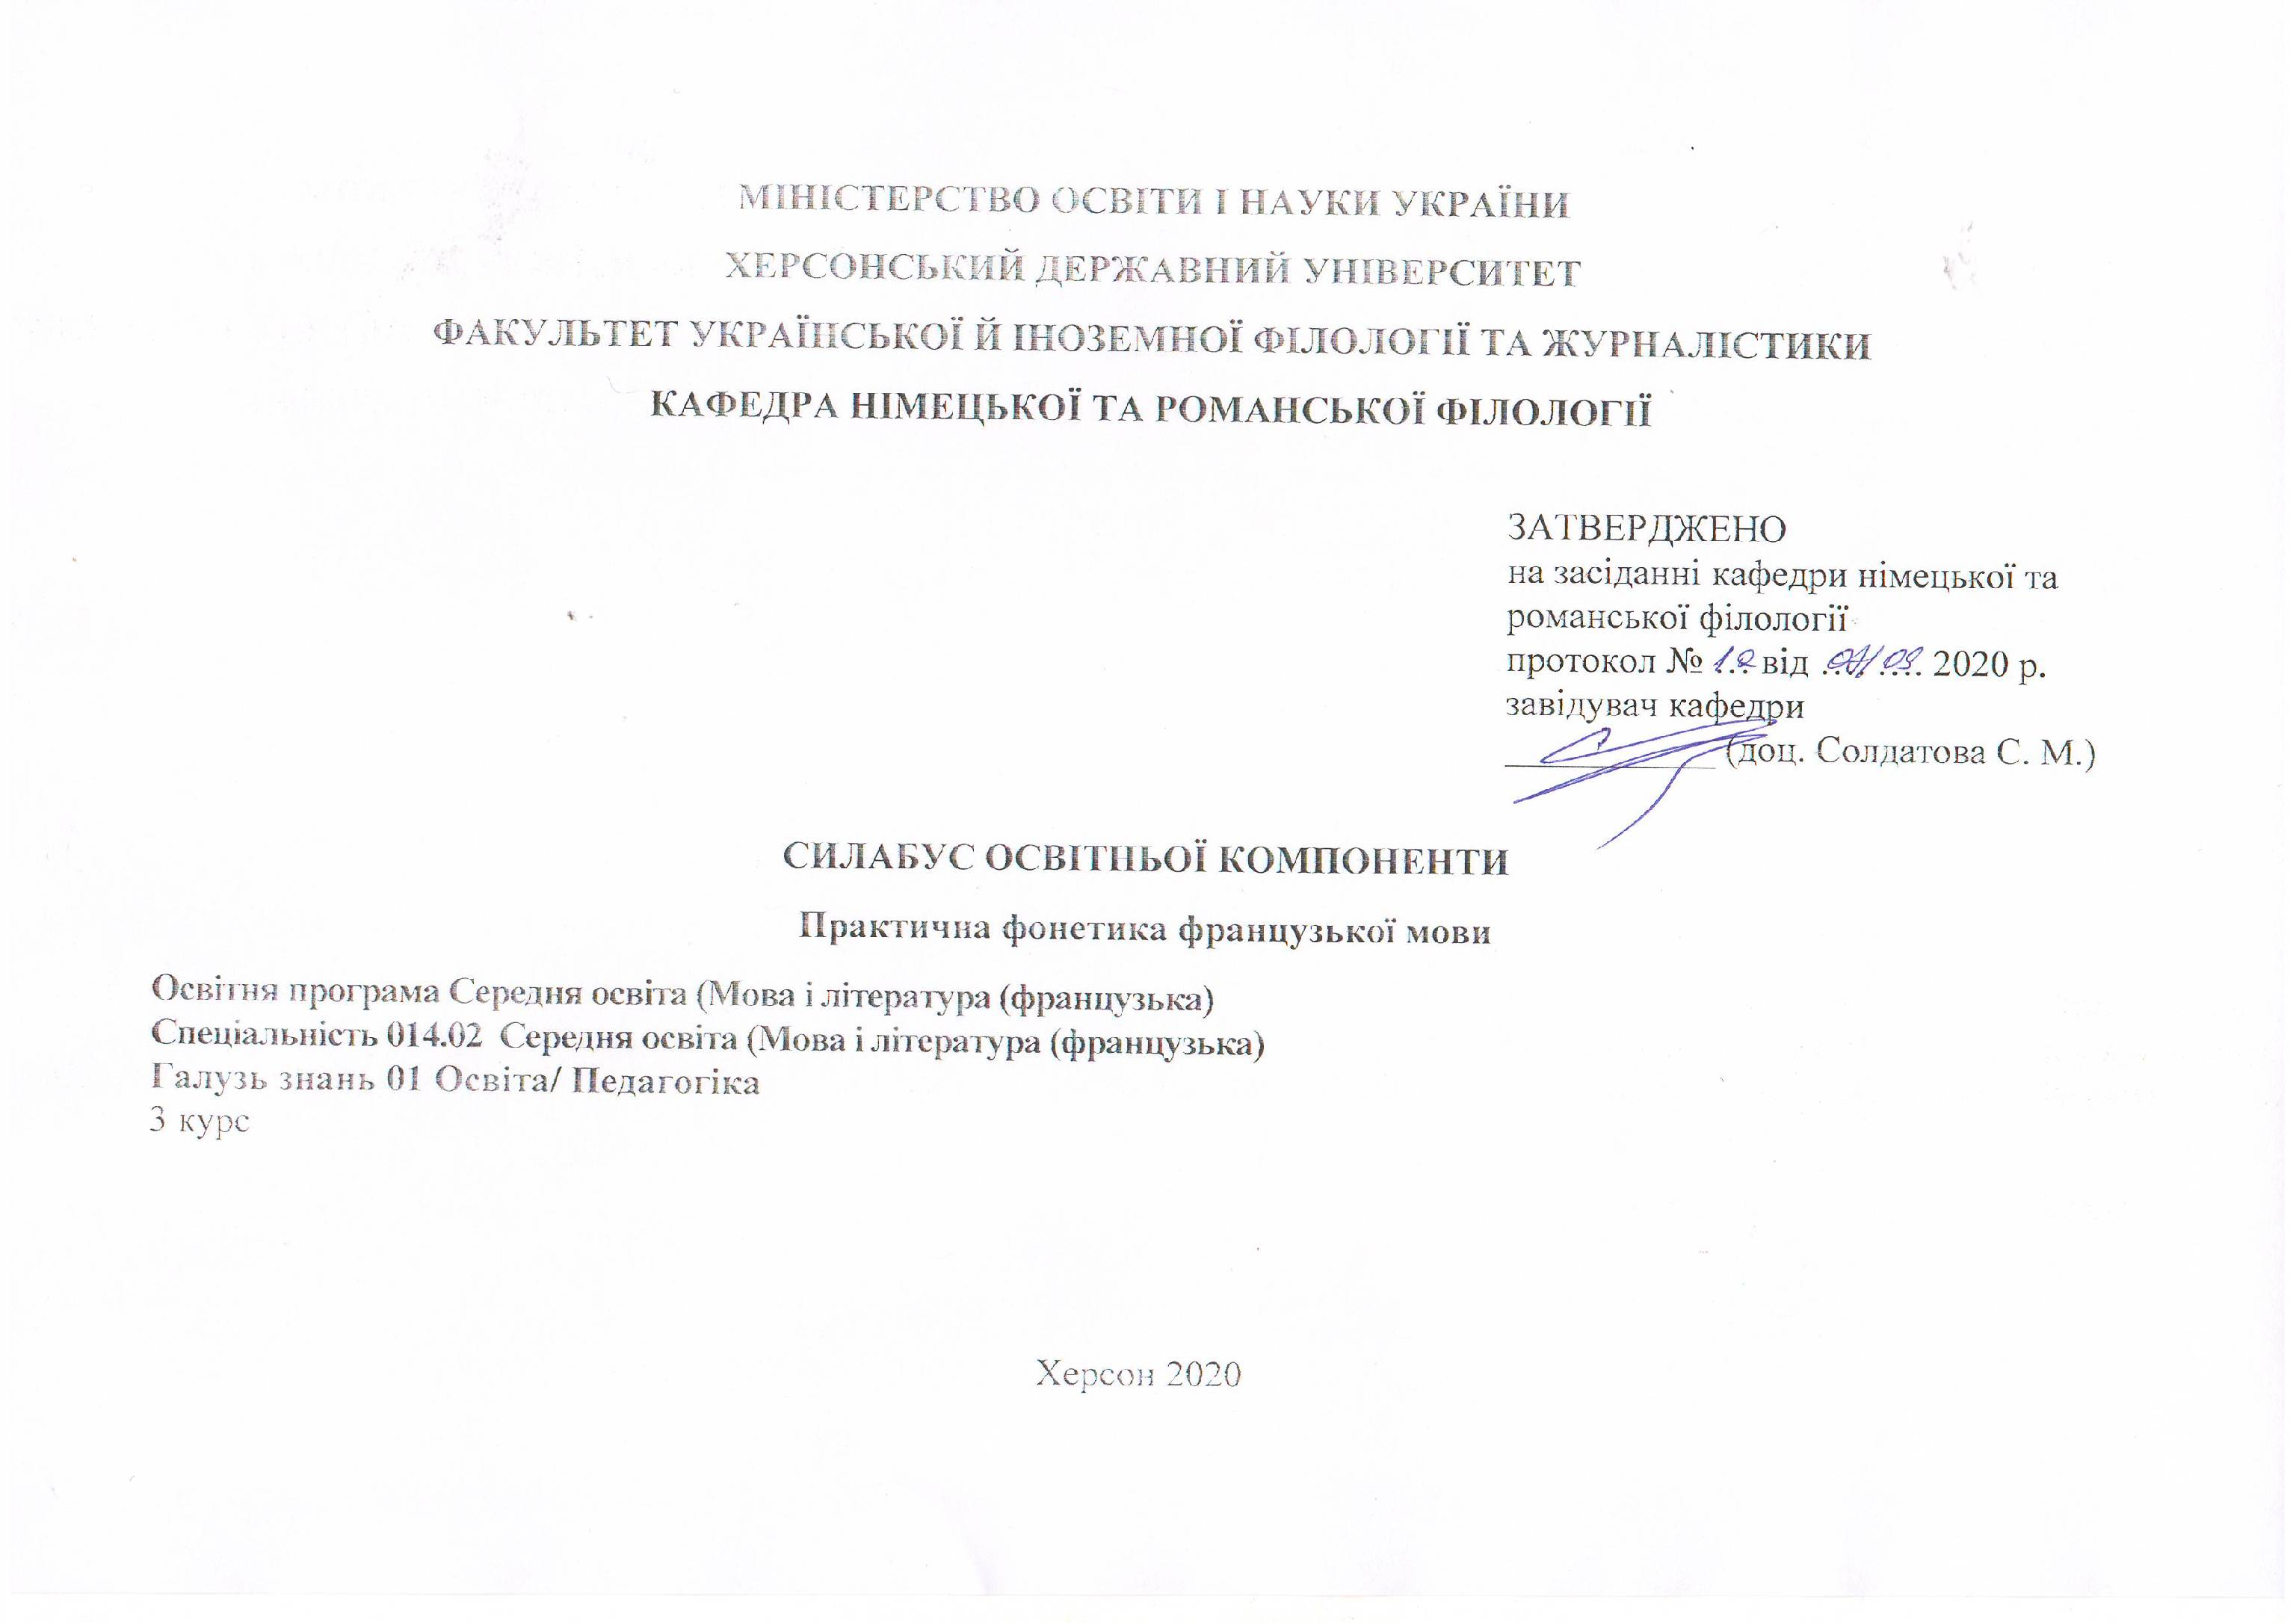 МІНІСТЕРСТВО ОСВІТИ І НАУКИ УКРАЇНИ
ХЕРСОНСЬКИЙ ДЕРЖАВНИЙ УНІВЕРСИТЕТ
ФАКУЛЬТЕТ УКРАЇНСЬКОЇ Й ІНОЗЕМНОЇ ФІЛОЛОГІЇ ТА ЖУРНАЛІСТИКИ
КАФЕДРА НІМЕЦЬКОЇ ТА РОМАНСЬКОЇ ФІЛОЛОГІЇ
ЗАТВЕРДЖЕНО
на засіданні кафедри німецької та
романської філології
протокол № від 2020 р.
завідувач кафедри
(доц. Солдатова С. М.)
СИЛАБУС ОСВІТНЬОЇ КОМПОНЕНТИ
Практична фонетика французької мови
Освітня програма Середня освіта (Мова і література (французька)
Спеціальність 014.02 Середня освіта (Мова і література (французька)
Галузь знань 01 Освіта/ Педагогіка
3 курс
Херсон 2020